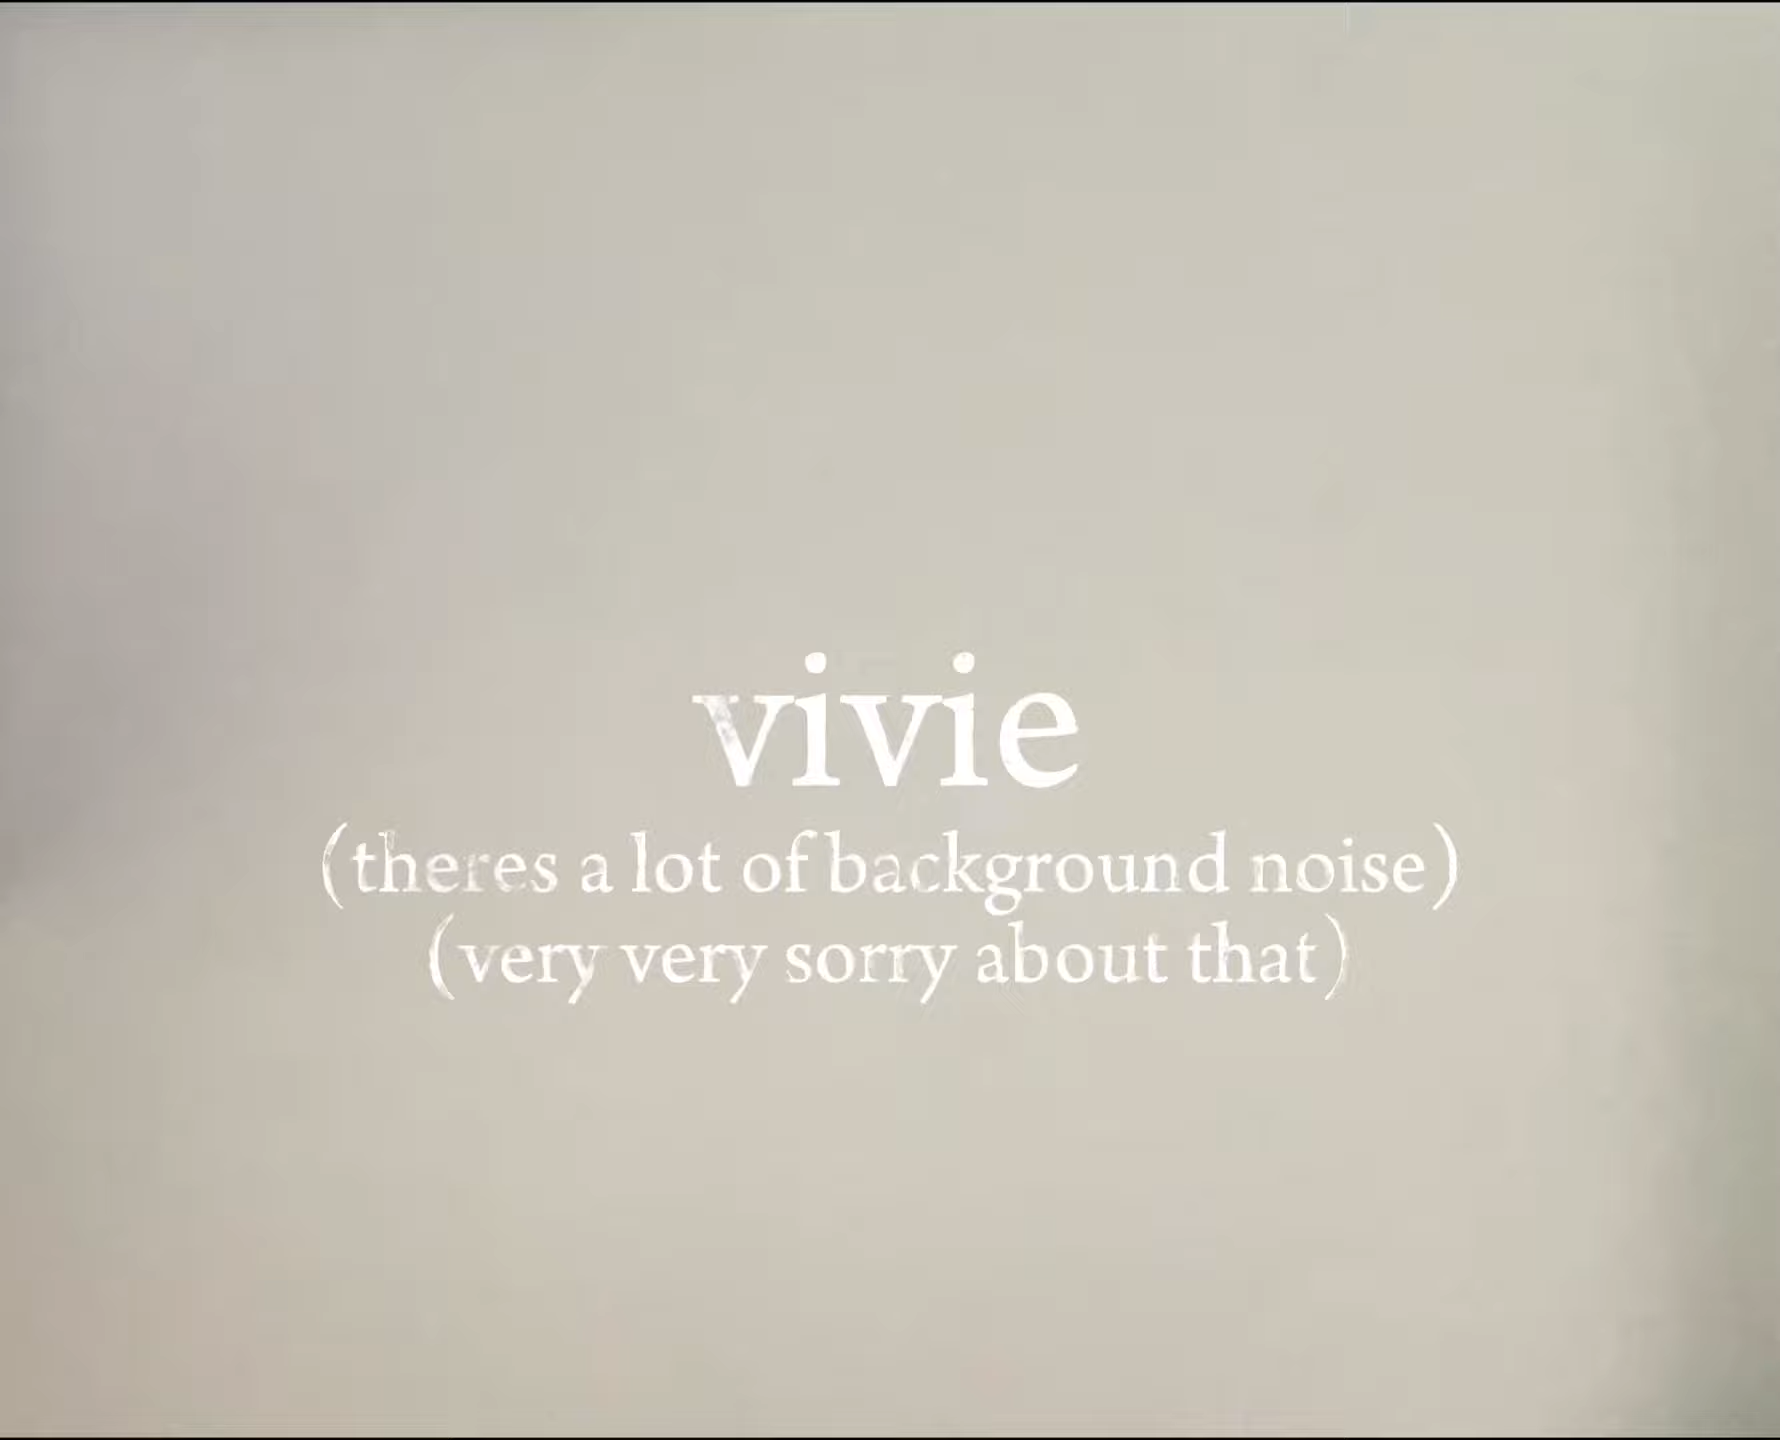 vivie
(theres a lot of background noise)
(very very sorry about that)